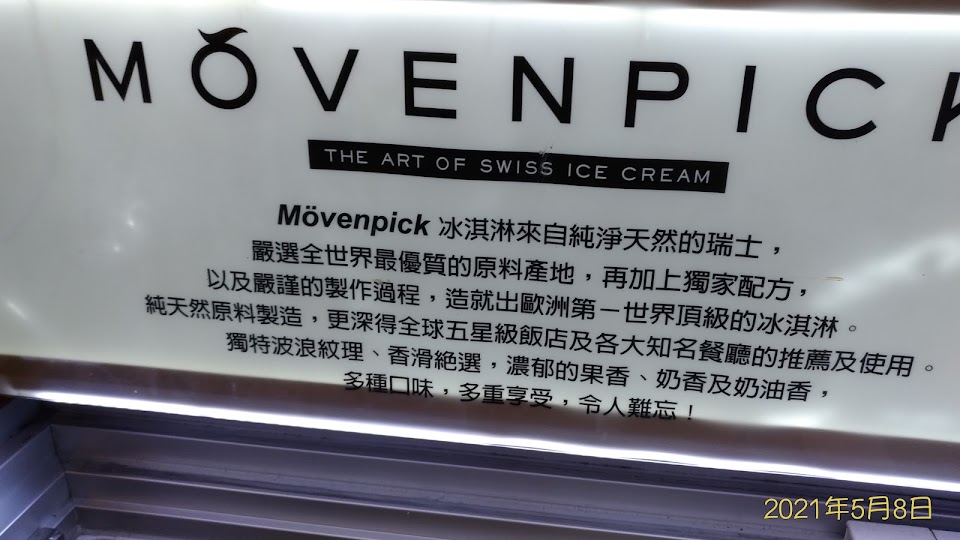 MÖVENPICK
THE ART OF SWISS ICE CREAM
Mövenpick 冰淇淋來自純淨天然的瑞士，
嚴選全世界最優質的原料產地，再加上獨家配方，
以及嚴謹的製作過程，造就出歐洲第一世界頂級的冰淇淋。
純天然原料製造，更深得全球五星級飯店及各大知名餐廳的推薦及使用。
獨特波浪紋理、香滑絕選，濃郁的果香、奶香及奶油香，
多種口味，多重享受，令人難忘！
2021年5月8日